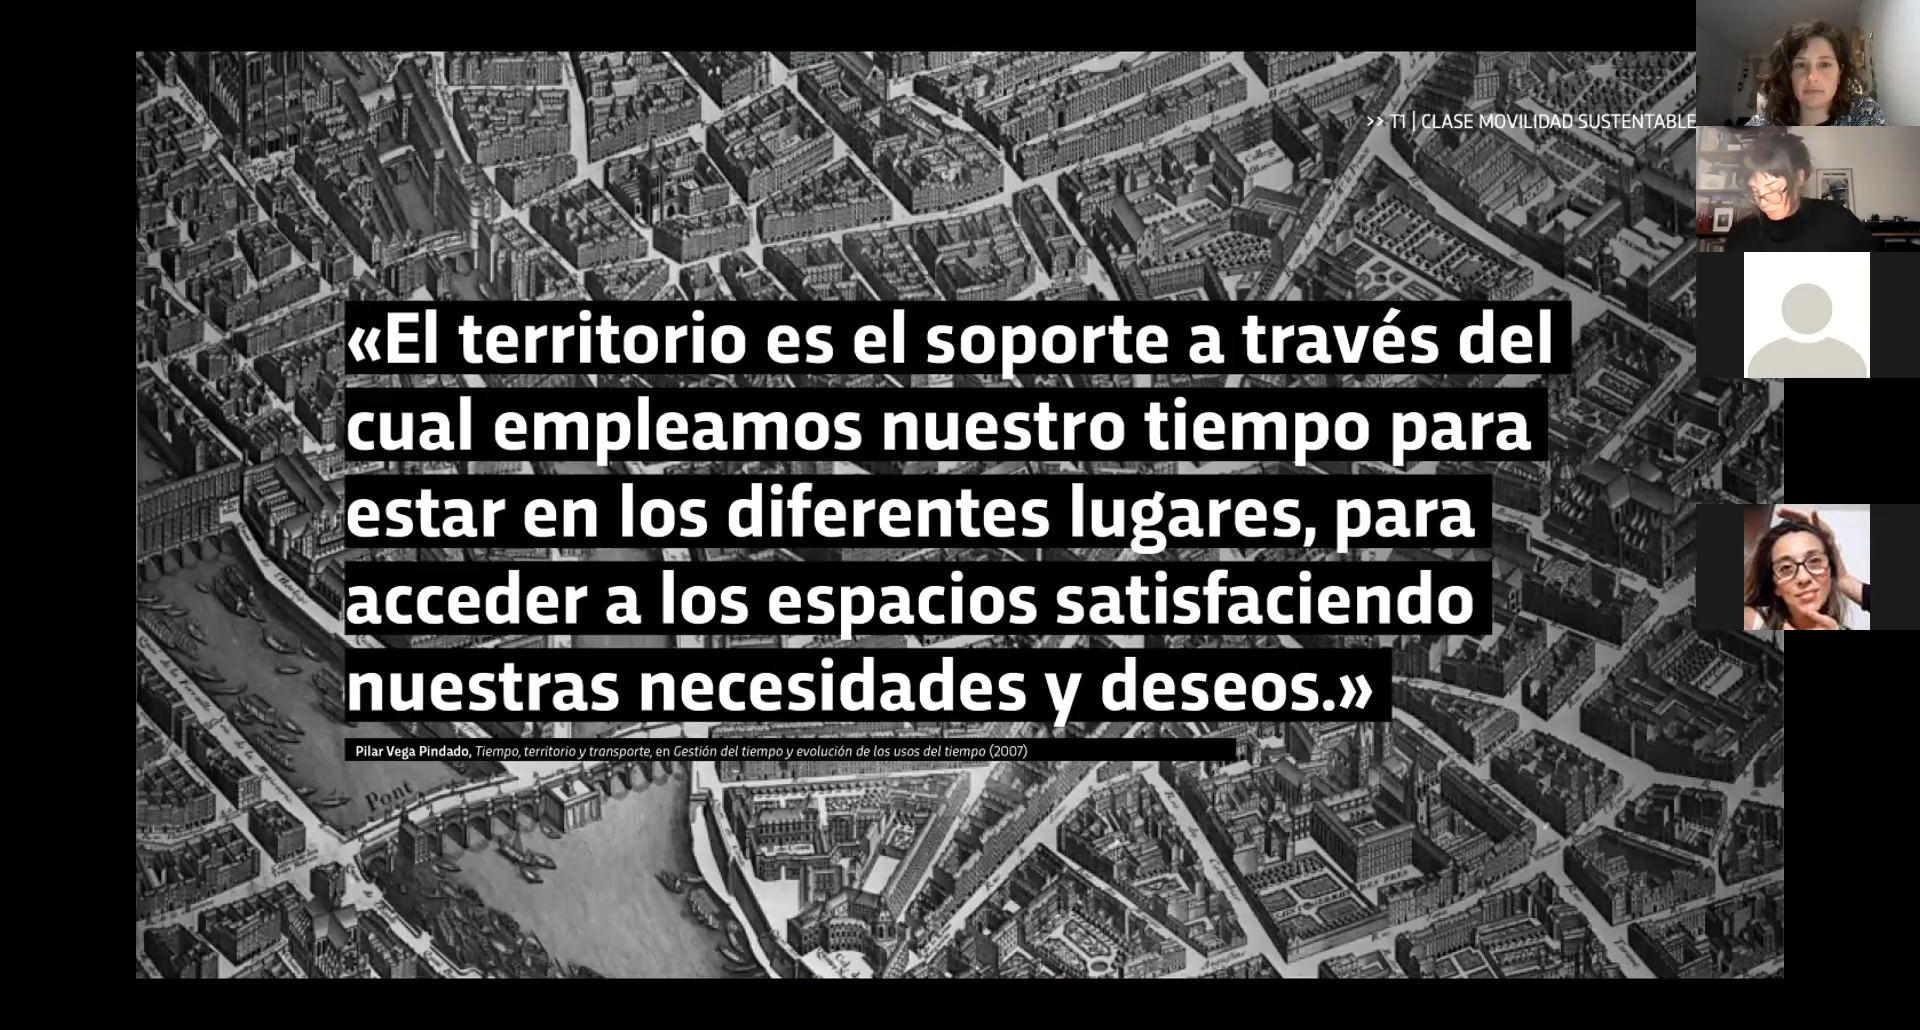 >> T1 | CLASE MOVILIDAD SUSTENTABLE
«El territorio es el soporte a través del
cual empleamos nuestro tiempo para
estar en los diferentes lugares, para
acceder a los espacios satisfaciendo
nuestras necesidades y deseos.»
Pilar Vega Pindado, Tiempo, territorio y transporte, en Gestión del tiempo y evolución de los usos del tiempo (2007)
College
Pont